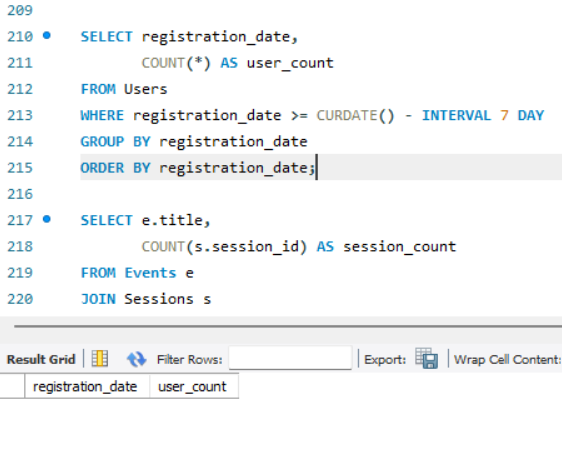 209
210 SELECT registration_date,
211 COUNT(*) AS user_count
212 FROM Users
213 WHERE registration_date >= CURDATE() - INTERVAL 7 DAY
214 GROUP BY registration_date
215 ORDER BY registration_date;
216
217 SELECT e.title,
218 COUNT(s.session_id) AS session_count
219 FROM Events e
220 JOIN Sessions s
Result Grid Filter Rows: Export: Wrap Cell Content:
registration_date user_count